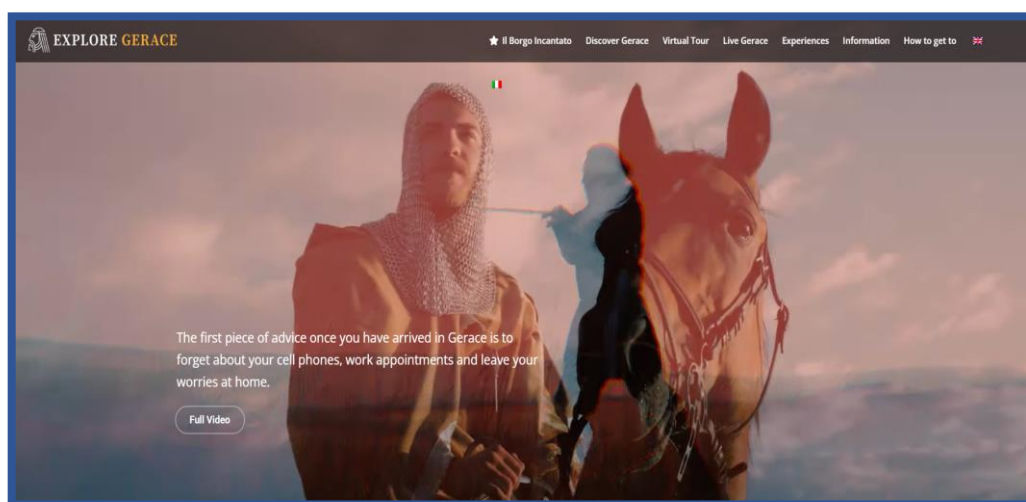 EXPLORE GERACE
Il Borgo Incantato Discover Gerace Virtual Tour Live Gerace Experiences Information How to get to
The first piece of advice once you have arrived in Gerace is to
forget about your cell phones, work appointments and leave your
worries at home.
Full Video